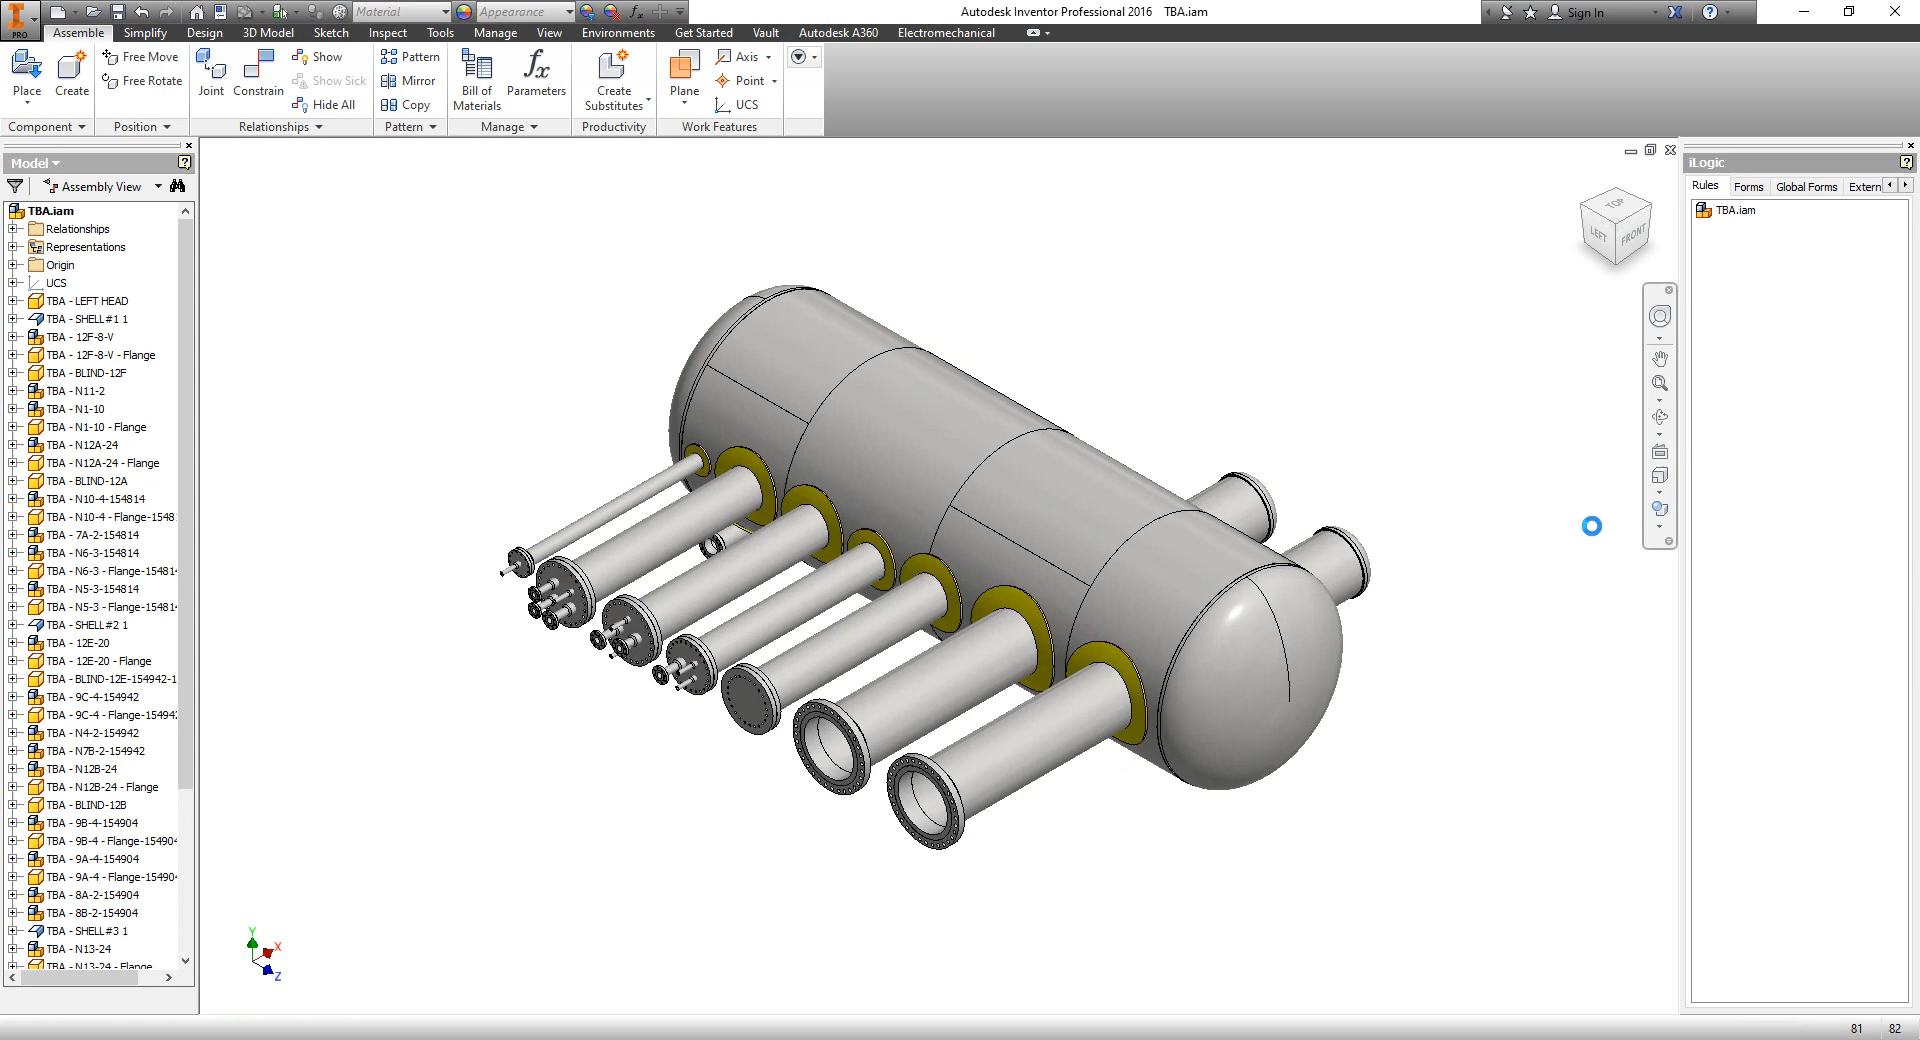 Material
Appearance
Autodesk Inventor Professional 2016 TBA.iam
Sign In
PRO
Assemble Simplify Design 3D Model Sketch Inspect Tools Manage View Environments Get Started Vault Autodesk A360 Electromechanical
Place
Create
Free Move
Free Rotate
Joint
Constrain
Show
Show Sick
Hide All
Pattern
Mirror
Copy
Bill of
Materials
fx
Parameters
Create
Substitutes
Plane
Axis
Point
UCS
Component Position Relationships Pattern Manage Productivity Work Features
Model
Assembly View
TBA.iam
Relationships
Representations
Origin
UCS
TBA - LEFT HEAD
TBA - SHELL#1 1
TBA - 12F-8-V
TBA - 12F-8-V - Flange
TBA - BLIND-12F
TBA - N11-2
TBA - N1-10
TBA - N1-10 - Flange
TBA - N12A-24
TBA - N12A-24 - Flange
TBA - BLIND-12A
TBA - N10-4-154814
TBA - N10-4 - Flange-1548
TBA - 7A-2-154814
TBA - N6-3-154814
TBA - N6-3 - Flange-154814
TBA - N5-3-154814
TBA - N5-3 - Flange-154814
TBA - SHELL#2 1
TBA - 12E-20
TBA - 12E-20 - Flange
TBA - BLIND-12E-154942-1
TBA - 9C-4-154942
TBA - 9C-4 - Flange-154942
TBA - N4-2-154942
TBA - N7B-2-154942
TBA - N12B-24
TBA - N12B-24 - Flange
TBA - BLIND-12B
TBA - 9B-4-154904
TBA - 9B-4 - Flange-154904
TBA - 9A-4-154904
TBA - 9A-4 - Flange-154904
TBA - 8A-2-154904
TBA - 8B-2-154904
TBA - SHELL#3 1
TBA - N13-24
TBA - N13-24 - Flange
TOP
LEFT FRONT
Y
X
Z
iLogic
Rules Forms Global Forms Extern
TBA.iam
81 82